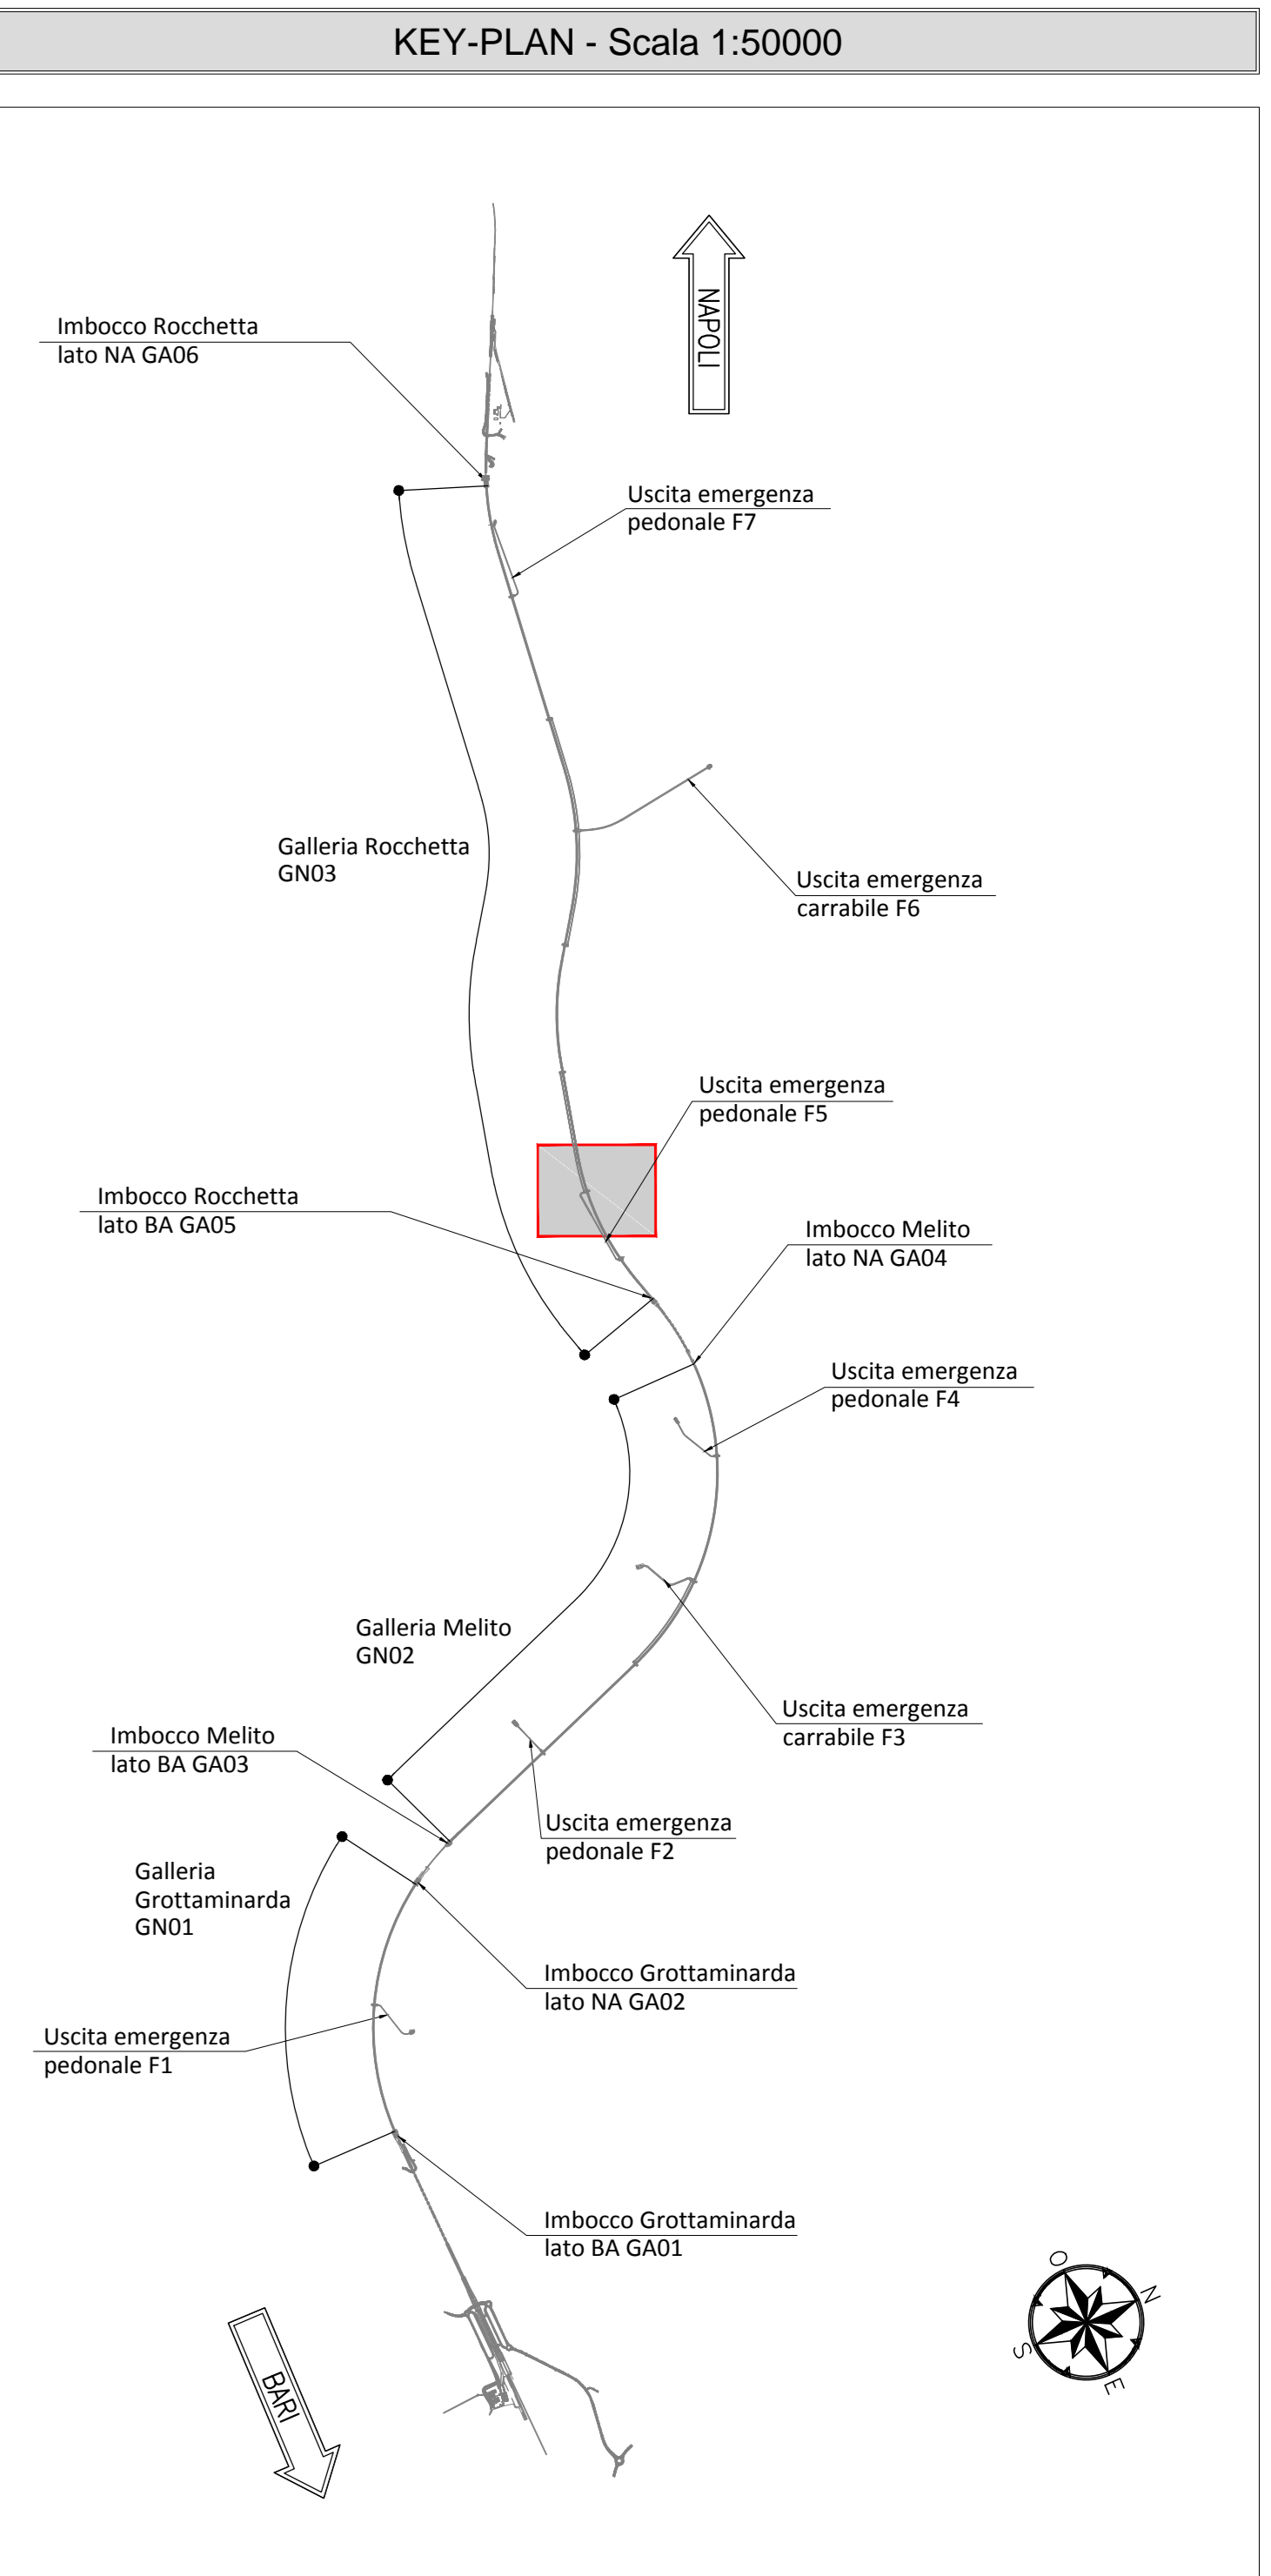 KEY-PLAN - Scala 1:50000
NAPOLI
Imbocco Rocchetta
lato NA GA06
Uscita emergenza
pedonale F7
Galleria Rocchetta
GN03
Uscita emergenza
carrabile F6
Uscita emergenza
pedonale F5
Imbocco Rocchetta
lato BA GA05
Imbocco Melito
lato NA GA04
Uscita emergenza
pedonale F4
Galleria Melito
GN02
Uscita emergenza
carrabile F3
Imbocco Melito
lato BA GA03
Uscita emergenza
pedonale F2
Galleria
Grottaminarda
GN01
Imbocco Grottaminarda
lato NA GA02
Uscita emergenza
pedonale F1
Imbocco Grottaminarda
lato BA GA01
BARI
O
N
S
E